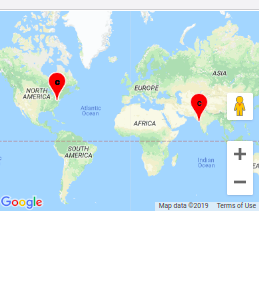 ASIA
NORTH
AMERICA
EUROPE
Atlantic
Ocean
AFRICA
SOUTH
AMERICA
Indian
Ocean
Google
Map data ©2019
Terms of Use